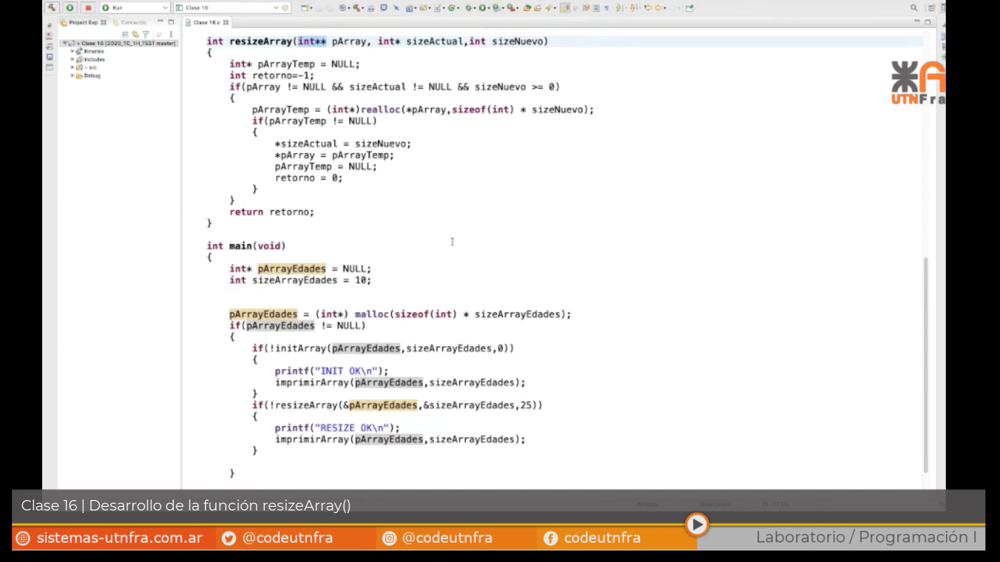 Run
Clase 16
Project Exp
Connectio
Clase 16.c
> Clase 16 [2020_1C_1H_TEST master]
Binaries
Includes
> src
Debug
int resizeArray(int** pArray, int* sizeActual,int sizeNuevo)
{
int* pArrayTemp = NULL;
int retorno=-1;
if(pArray != NULL && sizeActual != NULL && sizeNuevo >= 0)
{
pArrayTemp = (int*)realloc(*pArray,sizeof(int) * sizeNuevo);
if(pArrayTemp != NULL)
{
*sizeActual = sizeNuevo;
*pArray = pArrayTemp;
pArrayTemp = NULL;
retorno = 0;
}
}
return retorno;
}
int main(void)
{
int* pArrayEdades = NULL;
int sizeArrayEdades = 10;
pArrayEdades = (int*) malloc(sizeof(int) * sizeArrayEdades);
if(pArrayEdades != NULL)
{
if(!initArray(pArrayEdades,sizeArrayEdades,0))
{
printf("INIT OK\n");
imprimirArray(pArrayEdades,sizeArrayEdades);
}
if(!resizeArray(&pArrayEdades,&sizeArrayEdades,25))
{
printf("RESIZE OK\n");
imprimirArray(pArrayEdades,sizeArrayEdades);
}
}
UTNFra
Clase 16 | Desarrollo de la función resizeArray()
sistemas-utnfra.com.ar
@codeutnfra
@codeutnfra
codeutnfra
Laboratorio / Programación I